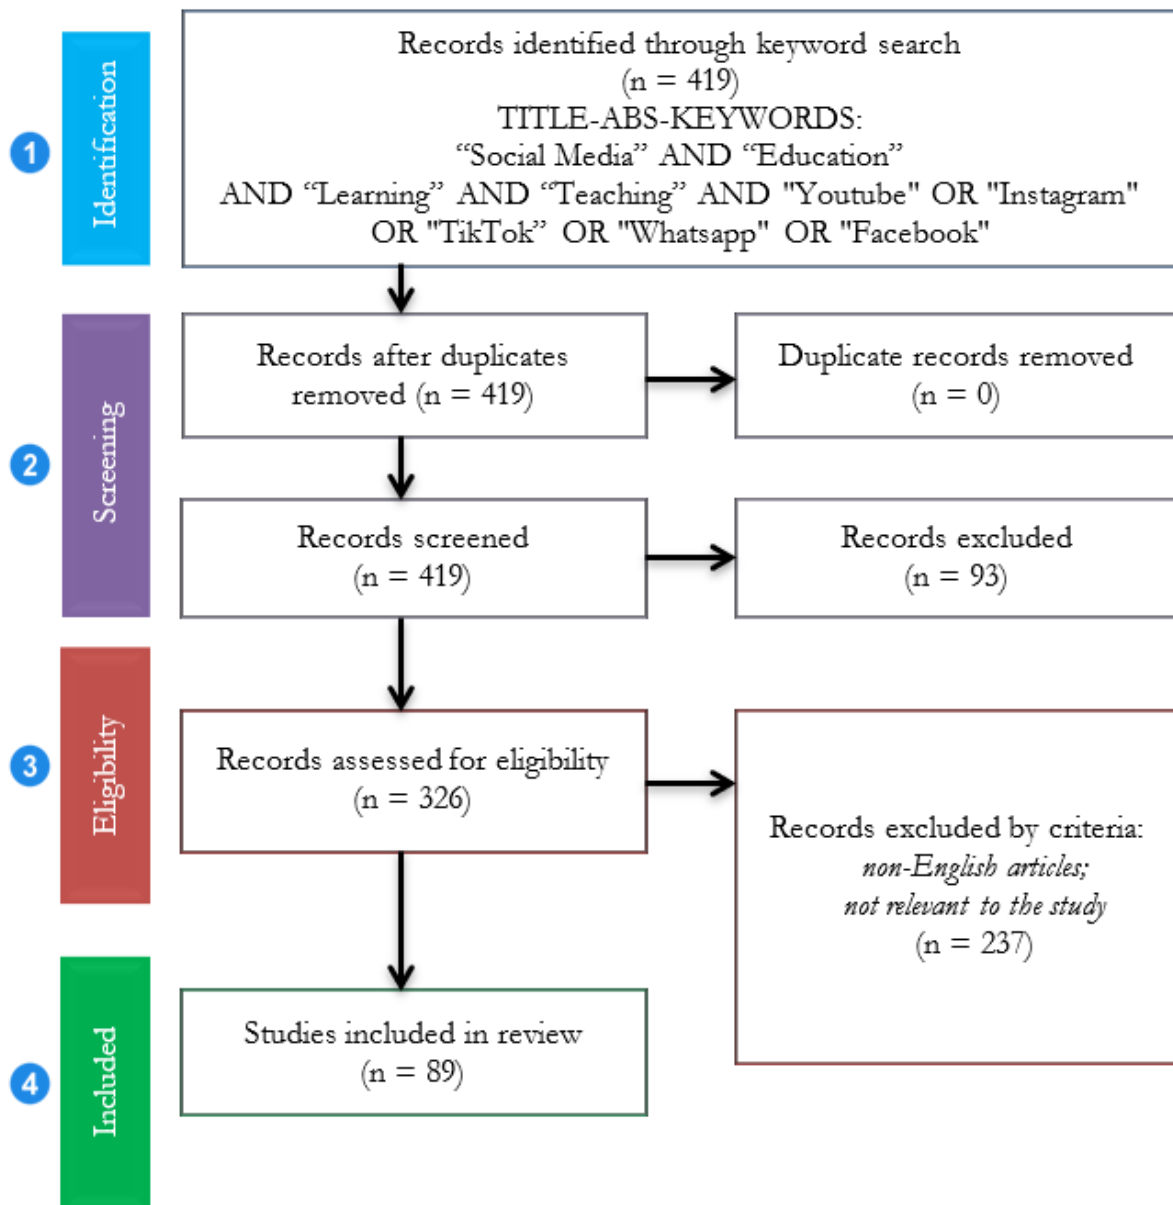 1
Identification
Records identified through keyword search
(n = 419)
TITLE-ABS-KEYWORDS:
“Social Media” AND “Education”
AND “Learning” AND “Teaching” AND "Youtube" OR "Instagram"
OR "TikTok” OR "Whatsapp" OR "Facebook"
2
Screening
Records after duplicates
removed (n = 419)
Duplicate records removed
(n = 0)
Records screened
(n = 419)
Records excluded
(n = 93)
3
Eligibility
Records assessed for eligibility
(n = 326)
Records excluded by criteria:
non-English articles;
not relevant to the study
(n = 237)
4
Included
Studies included in review
(n = 89)